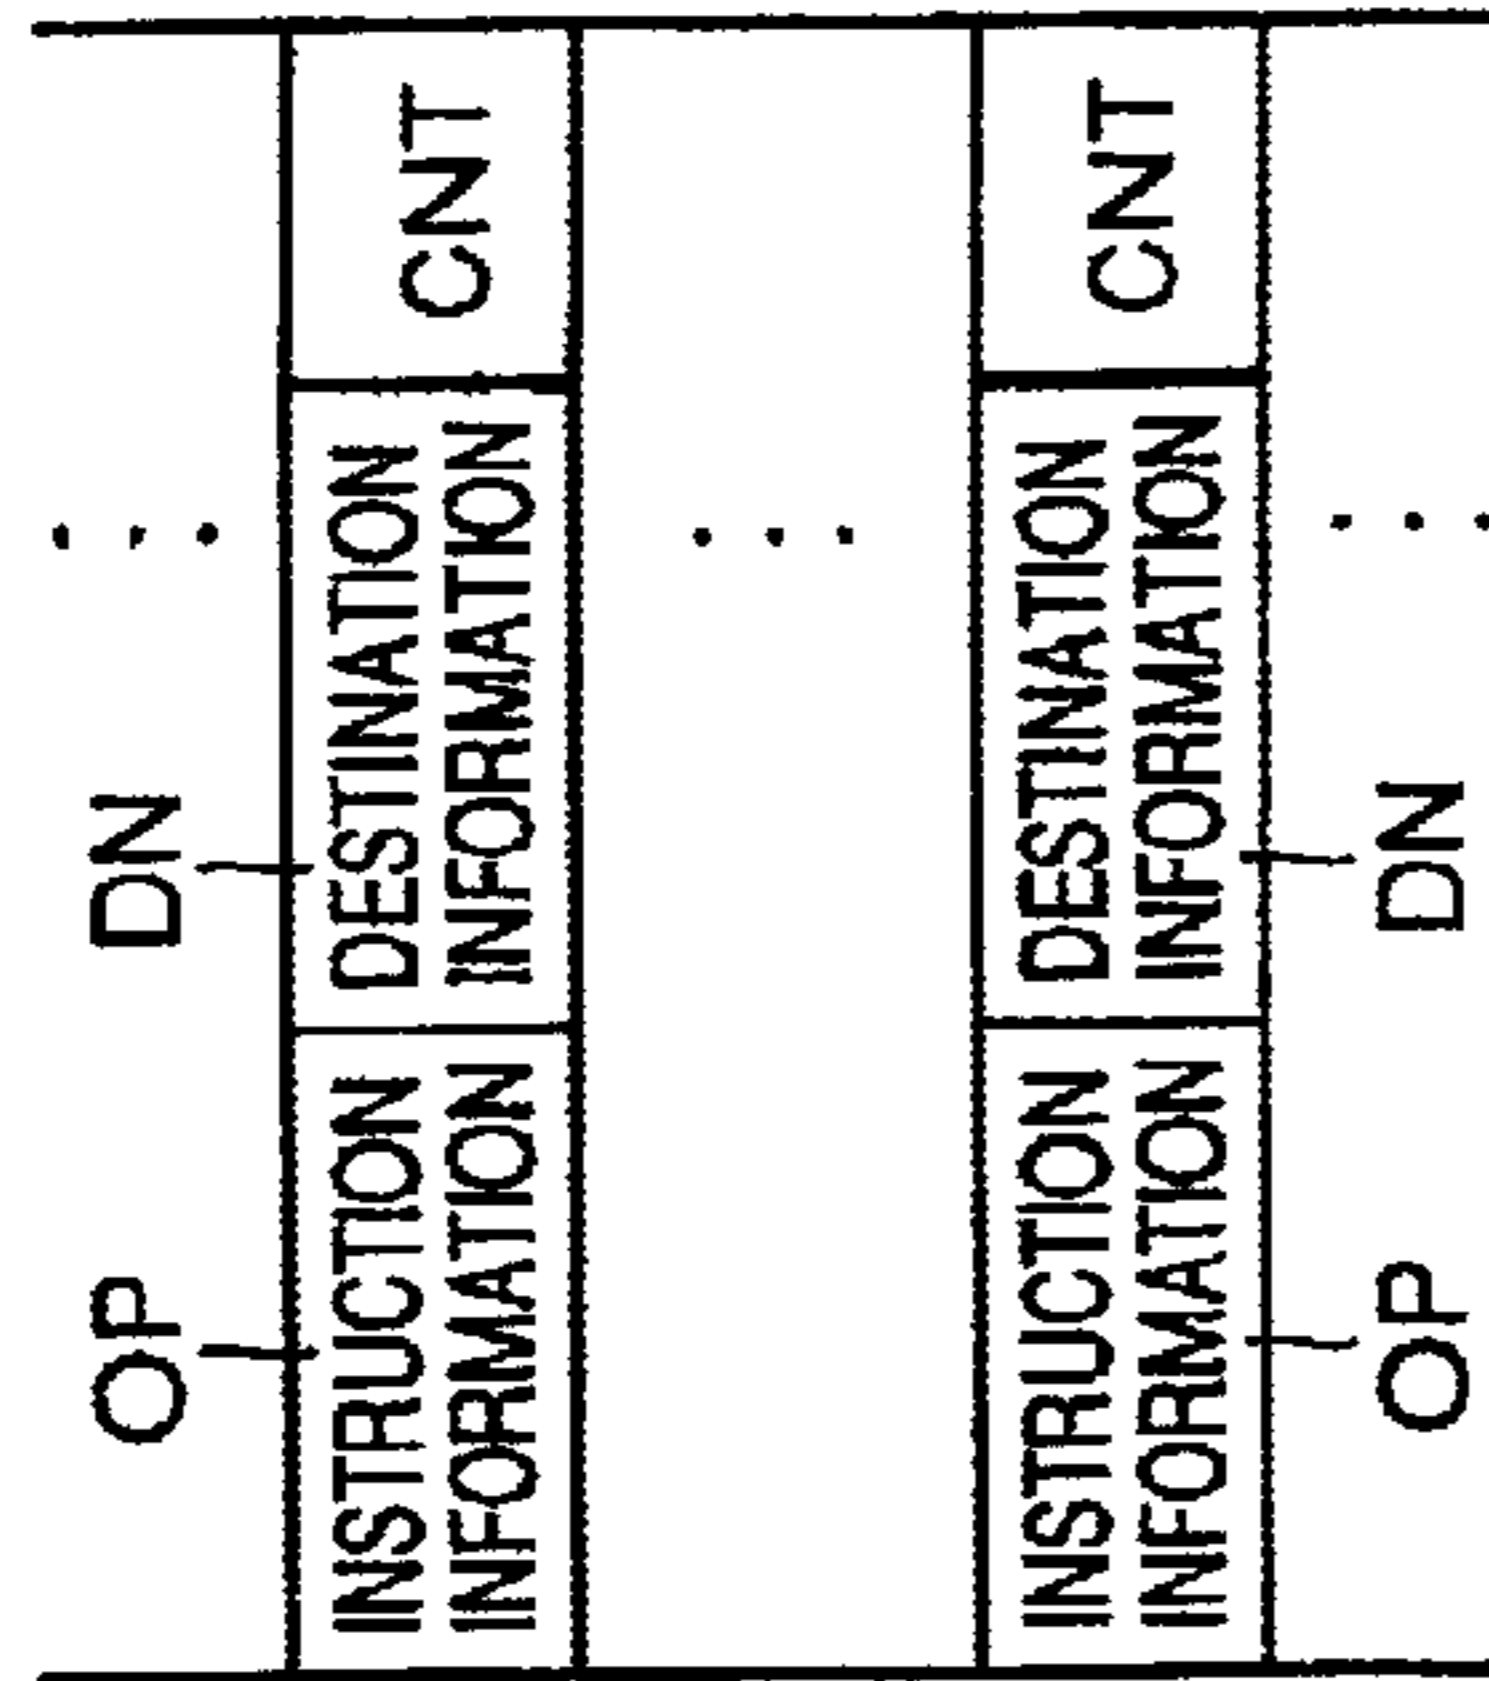 OP
DN
INSTRUCTION
INFORMATION
DESTINATION
INFORMATION
CNT
INSTRUCTION
INFORMATION
DESTINATION
INFORMATION
CNT
OP
DN